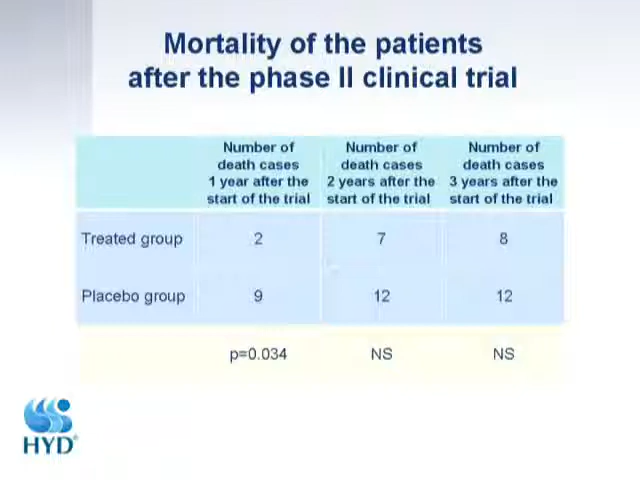 Mortality of the patients
after the phase II clinical trial
Number of
death cases
1 year after the
start of the trial
Number of
death cases
2 years after the
start of the trial
Number of
death cases
3 years after the
start of the trial
Treated group 2 7 8
Placebo group 9 12 12
p=0.034 NS NS
HYD®